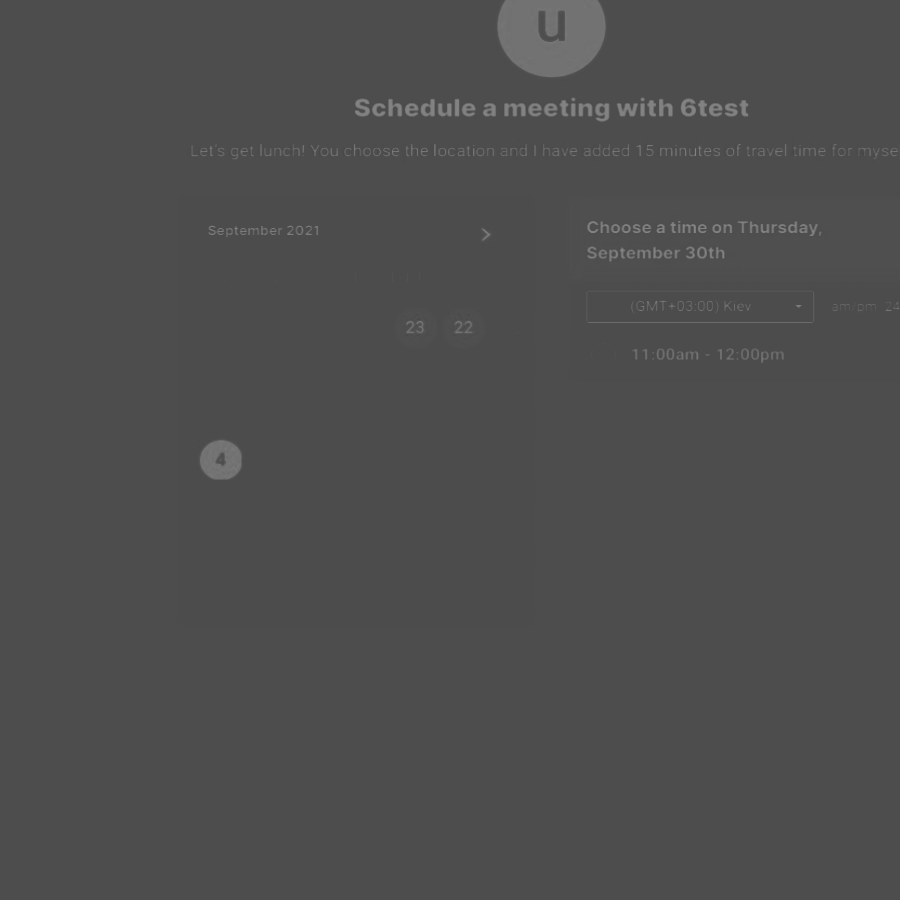 u
Schedule a meeting with 6test
Let's get lunch! You choose the location and I have added 15 minutes of travel time for
September 2021
23 22
4
Choose a time on Thursday,
September 30th
(GMT+03:00) Kiev
am/pm 24
11:00am - 12:00pm